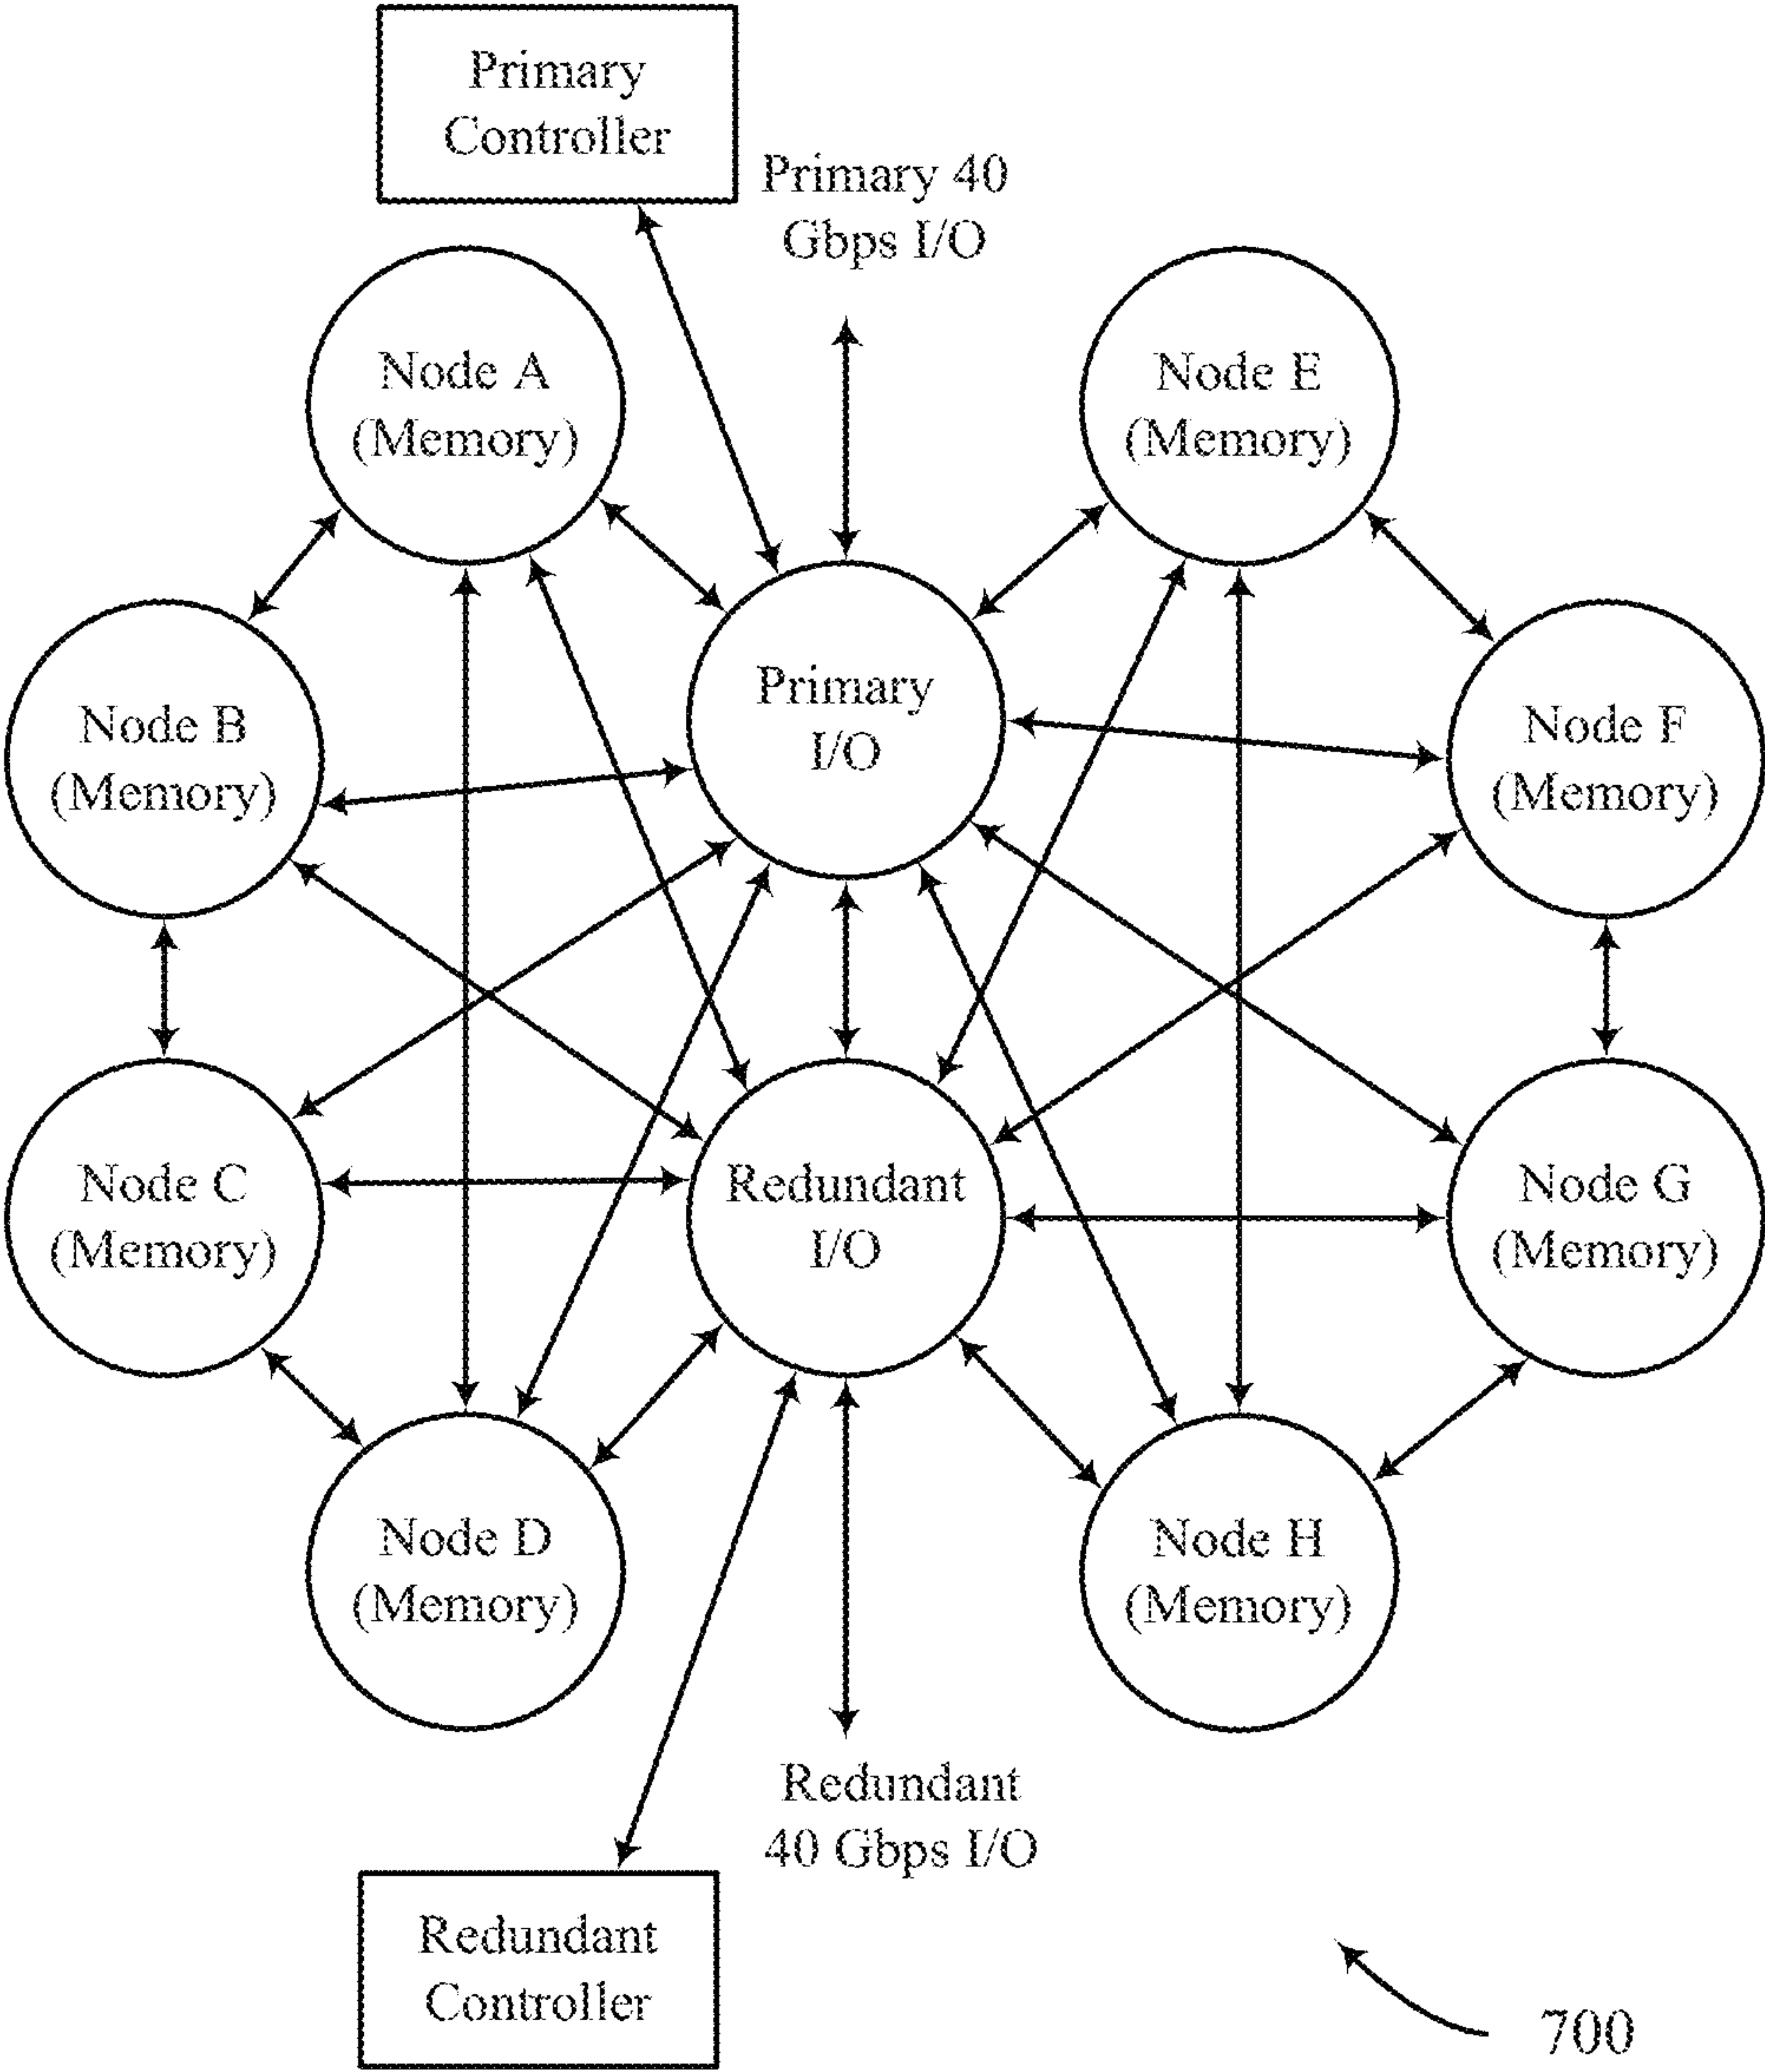 Primary
Controller
Primary 40
Gbps I/O
Node A
(Memory)
Node E
(Memory)
Primary
I/O
Node B
(Memory)
Node F
(Memory)
Node C
(Memory)
Redundant
I/O
Node G
(Memory)
Node D
(Memory)
Node H
(Memory)
Redundant
40 Gbps I/O
Redundant
Controller
700